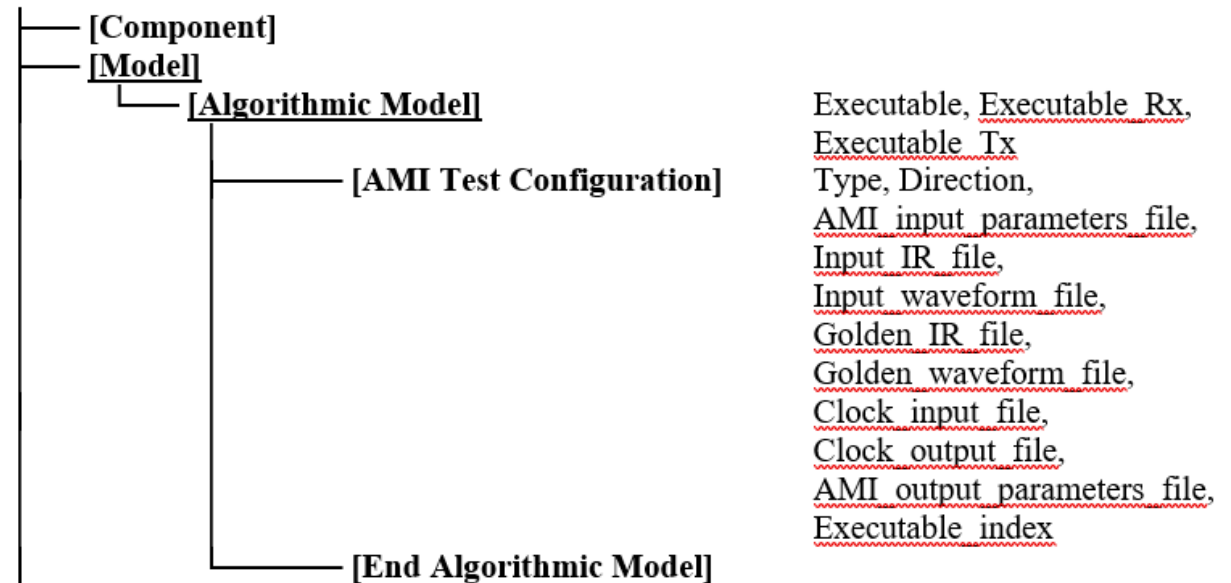 [Component]
[Model]
[Algorithmic Model] Executable, Executable_Rx,
Executable_Tx
[AMI Test Configuration] Type, Direction,
AMI_input_parameters_file,
Input_IR_file,
Input_waveform_file,
Golden_IR_file,
Golden_waveform_file,
Clock_input_file,
Clock_output_file,
AMI_output_parameters_file,
Executable_index
[End Algorithmic Model]